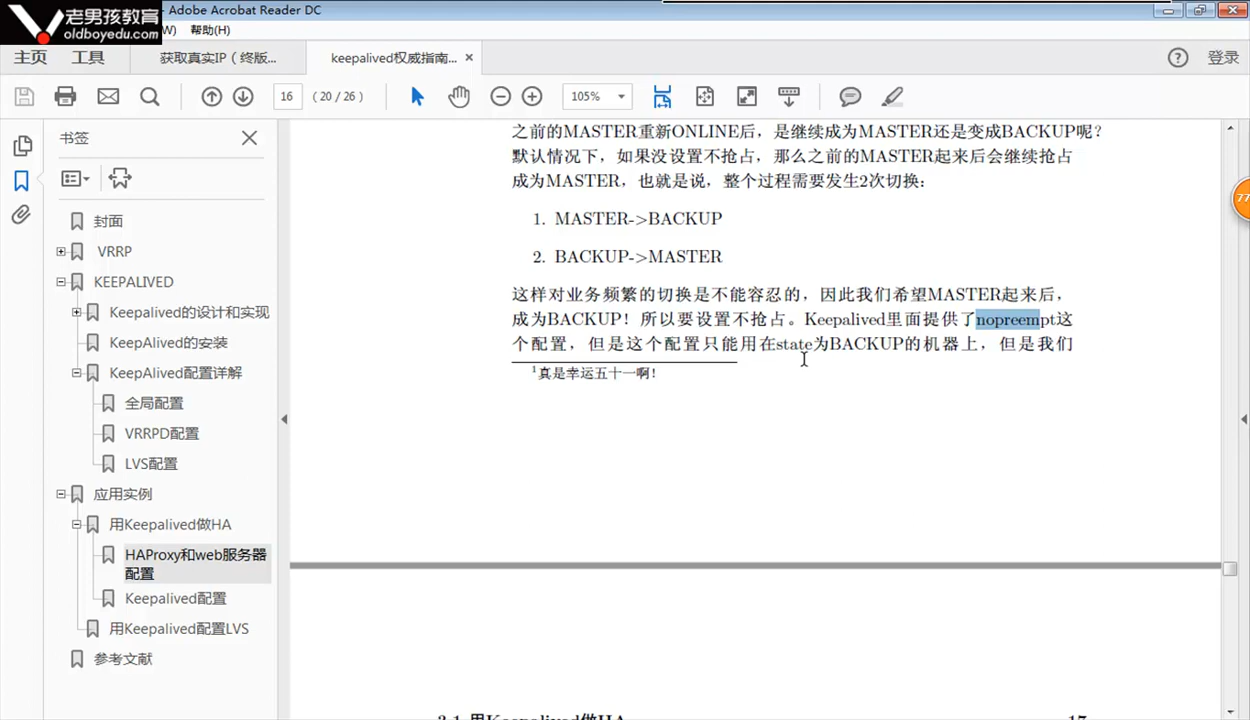 老男孩教育
oldboyedu.com
- Adobe Acrobat Reader DC
W) 帮助(H)
主页 工具 获取真实IP（终版... keepalived权威指南... × 登录
16 (20 / 26) 105%
书签
封面
VRRP
KEEPALIVED
Keepalived的设计和实现
KeepAlived的安装
KeepAlived配置详解
全局配置
VRRPD配置
LVS配置
应用实例
用Keepalived做HA
HAProxy和web服务器
配置
Keepalived配置
用Keepalived配置LVS
参考文献
之前的MASTER重新ONLINE后，是继续成为MASTER还是变成BACKUP呢？
默认情况下，如果没设置不抢占，那么之前的MASTER起来后会继续抢占
成为MASTER，也就是说，整个过程需要发生2次切换：
1. MASTER->BACKUP
2. BACKUP->MASTER
这样对业务频繁的切换是不能容忍的，因此我们希望MASTER起来后，
成为BACKUP！所以要设置不抢占。Keepalived里面提供了nopreempt这
个配置，但是这个配置只能用在state为BACKUP的机器上，但是我们
1真是幸运五十一啊！
3.1 用Keepalived做HA 17
77